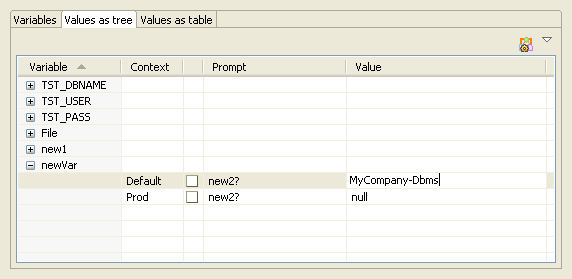 Variables Values as tree Values as table
Variable Context Prompt Value
TST_DBNAME
TST_USER
TST_PASS
File
new1
newVar
Default new2? MyCompany-Dbms
Prod new2? null